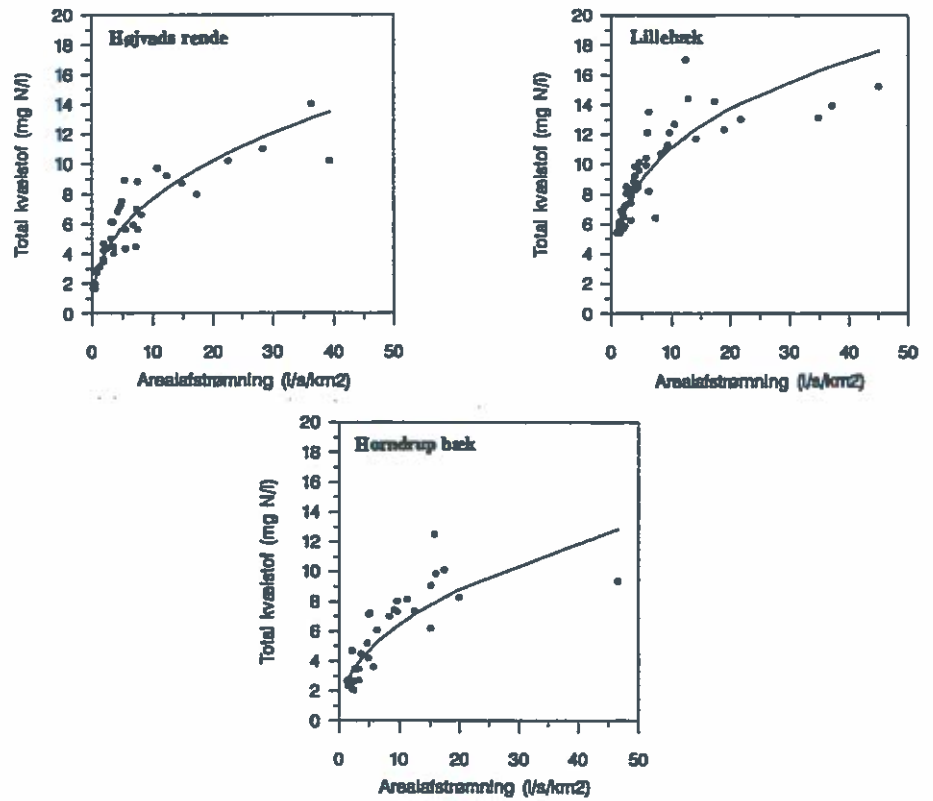 Højvads rende
Total kvælstof (mg N/l)
20
18
16
14
12
10
8
6
4
2
0
0 10 20 30 40 50
Arealafstrømning (l/s/km2)
Lillebæk
Total kvælstof (mg N/l)
20
18
16
14
12
10
8
6
4
2
0
0 10 20 30 40 50
Arealafstrømning (l/s/km2)
Horndrup bæk
Total kvælstof (mg N/l)
20
18
16
14
12
10
8
6
4
2
0
0 10 20 30 40 50
Arealafstrømning (l/s/km2)